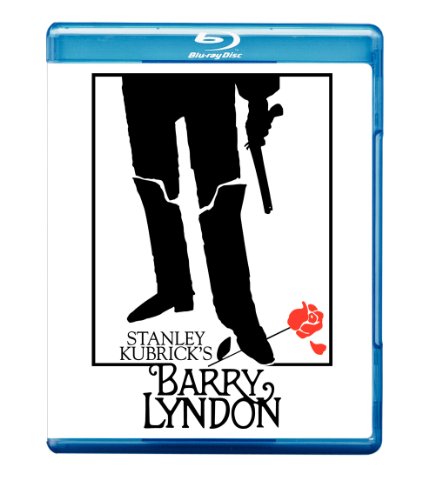 Blu-ray Disc
STANLEY
KUBRICK'S
BARRY
LYNDON